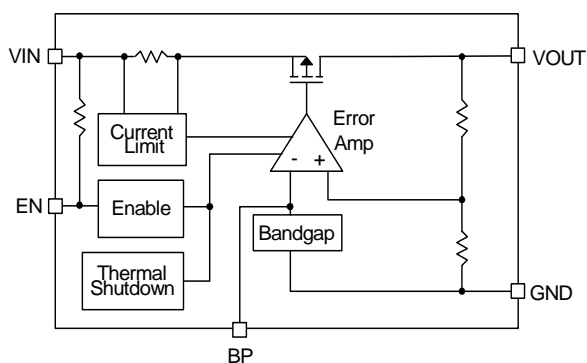 VIN
VOUT
Current
Limit
Error
Amp
- +
EN
Enable
Bandgap
Thermal
Shutdown
GND
BP